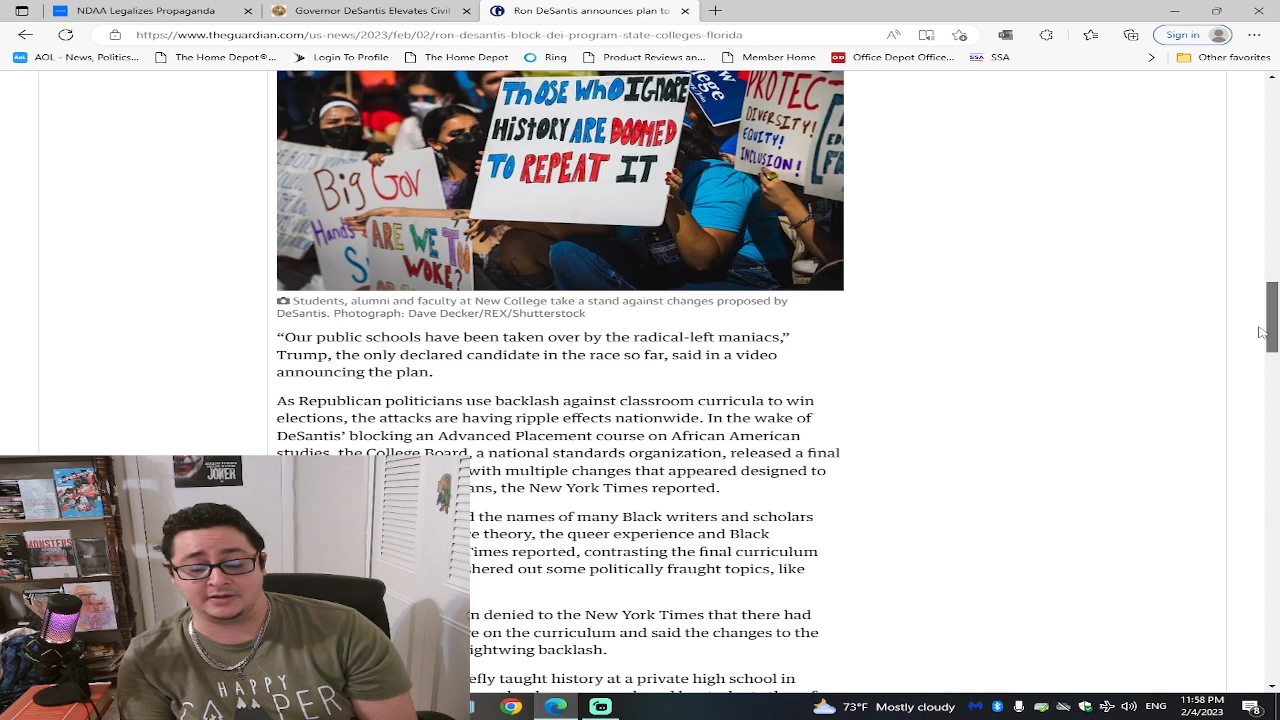 NDAA Legalizes Propaganda
Ron
to
https://www.theguardian.com/us-news/2023/feb/02/ron-desantis-block-dei-program-state-colleges-florida
Sign in
AOL - News, Politics
The Home Depot
Login To Profile
The Home Depot
Ring
Product Reviews an...
Member Home
Office Depot Offic...
SSA
Other favorites
THOSE WHO IGNORE
HISTORY ARE DOOMED
TO REPEAT IT
PROTECT
DIVERSITY!
EQUITY!
INCLUSION!
BIG GOV
Hands
ARE WE TOO
WOKE?
Students, alumni and faculty at New College take a stand against changes proposed by
DeSantis. Photograph: Dave Decker/REX/Shutterstock
“Our public schools have been taken over by the radical-left maniacs,”
Trump, the only declared candidate in the race so far, said in a video
announcing the plan.
As Republican politicians use backlash against classroom curricula to win
elections, the attacks are having ripple effects nationwide. In the wake of
DeSantis’ blocking an Advanced Placement course on African American
studies, the College Board, a national standards organization, released a final
with multiple changes that appeared designed to
ans, the New York Times reported.
d the names of many Black writers and scholars
e theory, the queer experience and Black
Times reported, contrasting the final curriculum
hered out some politically fraught topics, like
n denied to the New York Times that there had
e on the curriculum and said the changes to the
ightwing backlash.
efly taught history at a private high school in
JOKER
MONSTERS
HAPPY
CAMPER
73°F Mostly cloudy
ENG
11:58 PM
2/4/2023